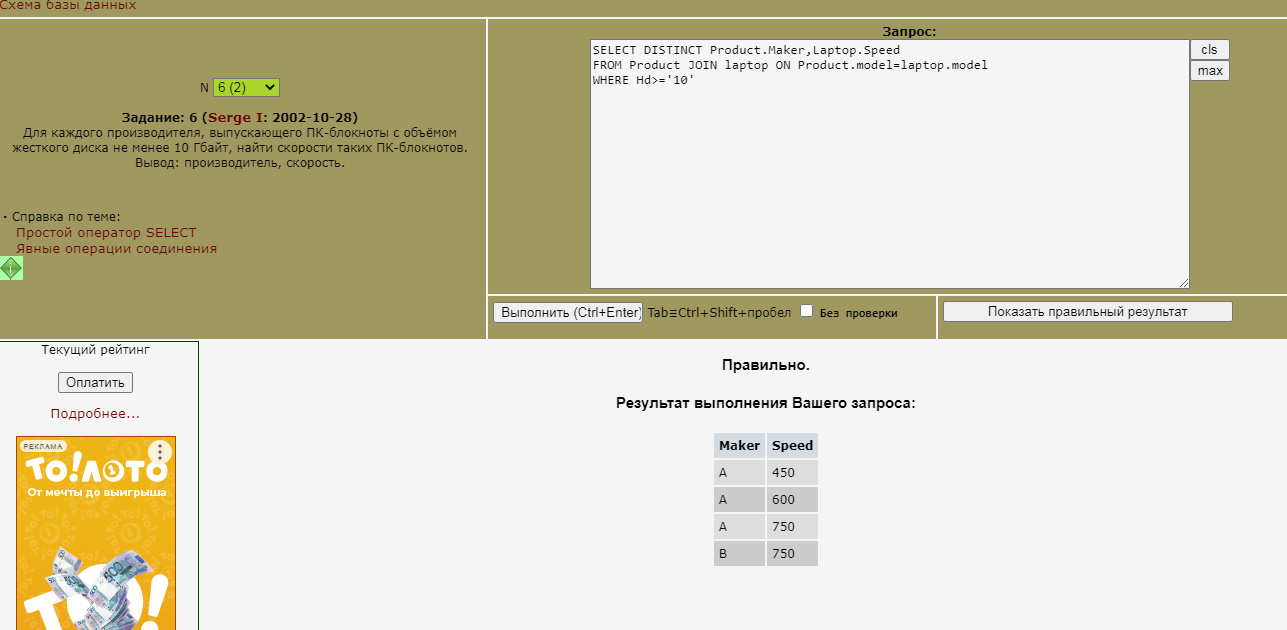 Схема базы данных
N 6 (2)
Задание: 6 (Serge I: 2002-10-28)
Для каждого производителя, выпускающего ПК-блокноты с объёмом
жесткого диска не менее 10 Гбайт, найти скорости таких ПК-блокнотов.
Вывод: производитель, скорость.
· Справка по теме:
Простой оператор SELECT
Явные операции соединения
Запрос:
SELECT DISTINCT Product.Maker,Laptop.Speed
FROM Product JOIN laptop ON Product.model=laptop.model
WHERE Hd>='10'
cls
max
Выполнить (Ctrl+Enter) Tab≡Ctrl+Shift+пробел Без проверки
Показать правильный результат
Текущий рейтинг
Оплатить
Подробнее...
РЕКЛАМА
ТО!ЛОТО
От мечты до выигрыша
ТО!
Правильно.
Результат выполнения Вашего запроса:
Maker Speed
A 450
A 600
A 750
B 750